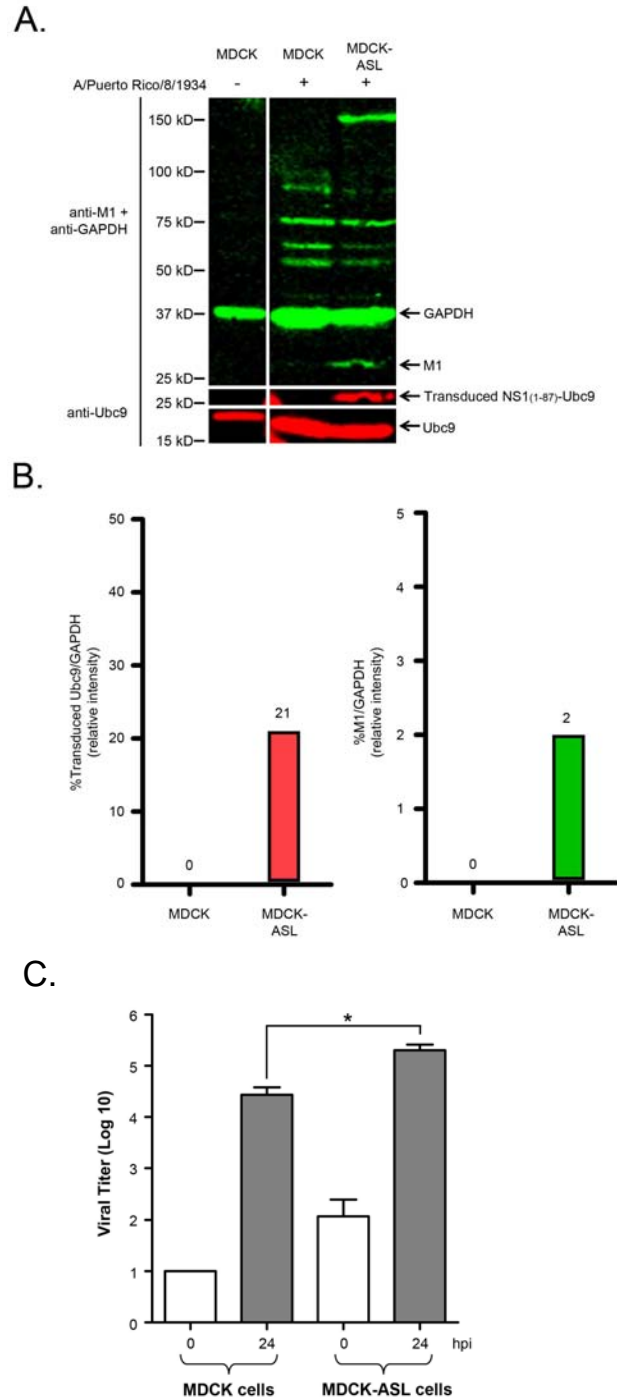 A.
MDCK MDCK MDCK-
ASL
A/Puerto Rico/8/1934 - + +
150 kD
100 kD
anti-M1 +
anti-GAPDH
75 kD
50 kD
37 kD GAPDH
M1
25 kD
25 kD Transduced NS1(1-87)-Ubc9
anti-Ubc9
Ubc9
15 kD
B.
%Transduced Ubc9/GAPDH
(relative intensity)
50
40
30
20
10
0
0
21
MDCK MDCK-
ASL
%M1/GAPDH
(relative intensity)
5
4
3
2
1
0
0
2
MDCK MDCK-
ASL
C.
Viral Titer (Log 10)
6
5
4
3
2
1
0
*
0 24 0 24 hpi
MDCK cells MDCK-ASL cells